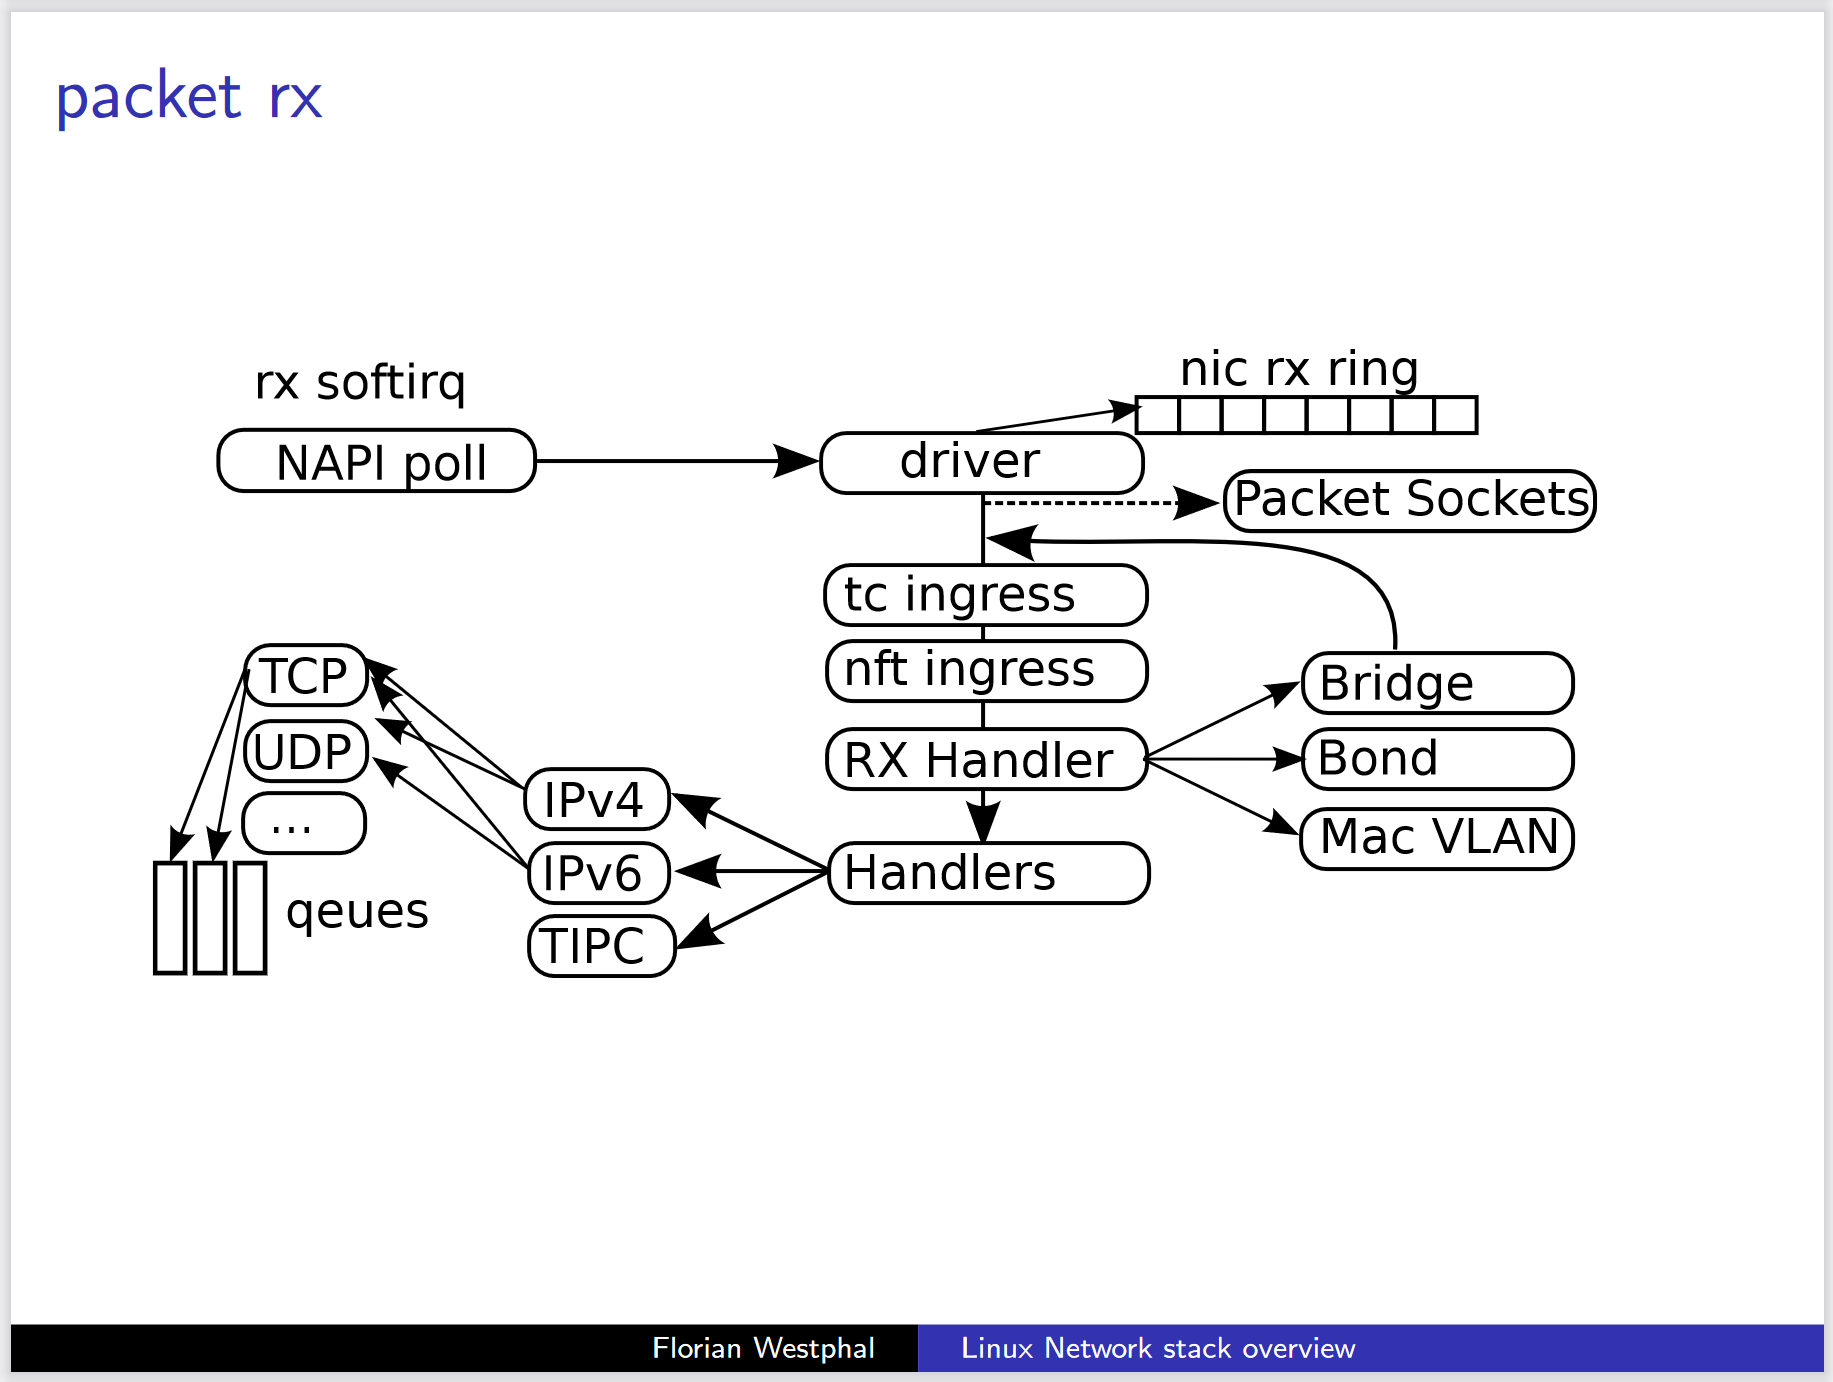 packet rx
rx softirq
nic rx ring
NAPI poll
driver
Packet Sockets
tc ingress
nft ingress
RX Handler
Handlers
Bridge
Bond
Mac VLAN
IPv4
IPv6
TIPC
TCP
UDP
...
qeues
Florian Westphal
Linux Network stack overview